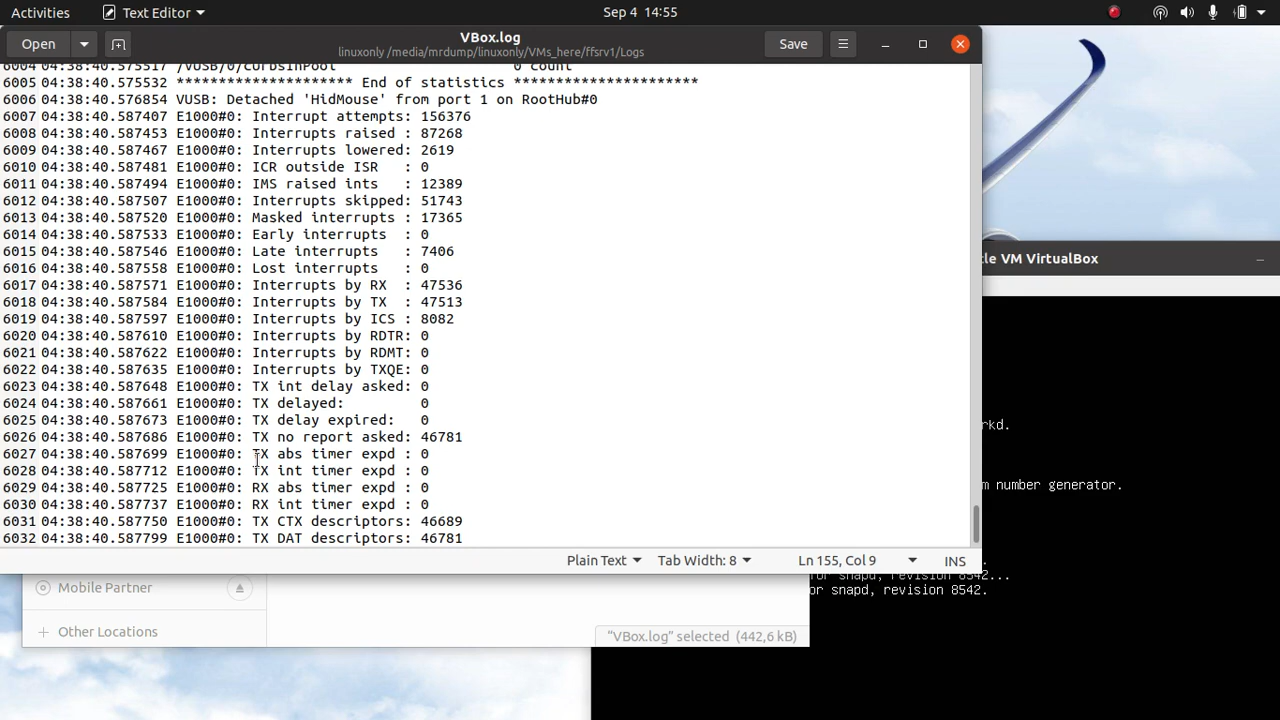 Activities Text Editor Sep 4 14:55
Open VBox.log Save
linuxonly /media/mrdump/linuxonly/VMs_here/ffsrv1/Logs
6004 04:38:40.575517 /VUSB/0/cUrbsInPool 0 count
6005 04:38:40.575532 ********************* End of statistics **********************
6006 04:38:40.576854 VUSB: Detached 'HidMouse' from port 1 on RootHub#0
6007 04:38:40.587407 E1000#0: Interrupt attempts: 156376
6008 04:38:40.587453 E1000#0: Interrupts raised : 87268
6009 04:38:40.587467 E1000#0: Interrupts lowered: 2619
6010 04:38:40.587481 E1000#0: ICR outside ISR : 0
6011 04:38:40.587494 E1000#0: IMS raised ints : 12389
6012 04:38:40.587507 E1000#0: Interrupts skipped: 51743
6013 04:38:40.587520 E1000#0: Masked interrupts : 17365
6014 04:38:40.587533 E1000#0: Early interrupts : 0
6015 04:38:40.587546 E1000#0: Late interrupts : 7406
6016 04:38:40.587558 E1000#0: Lost interrupts : 0
6017 04:38:40.587571 E1000#0: Interrupts by RX : 47536
6018 04:38:40.587584 E1000#0: Interrupts by TX : 47513
6019 04:38:40.587597 E1000#0: Interrupts by ICS : 8082
6020 04:38:40.587610 E1000#0: Interrupts by RDTR: 0
6021 04:38:40.587622 E1000#0: Interrupts by RDMT: 0
6022 04:38:40.587635 E1000#0: Interrupts by TXQE: 0
6023 04:38:40.587648 E1000#0: TX int delay asked: 0
6024 04:38:40.587661 E1000#0: TX delayed: 0
6025 04:38:40.587673 E1000#0: TX delay expired: 0
6026 04:38:40.587686 E1000#0: TX no report asked: 46781
6027 04:38:40.587699 E1000#0: TX abs timer expd : 0
6028 04:38:40.587712 E1000#0: TX int timer expd : 0
6029 04:38:40.587725 E1000#0: RX abs timer expd : 0
6030 04:38:40.587737 E1000#0: RX int timer expd : 0
6031 04:38:40.587750 E1000#0: TX CTX descriptors: 46689
6032 04:38:40.587799 E1000#0: TX DAT descriptors: 46781
Plain Text Tab Width: 8 Ln 155, Col 9 INS
Mobile Partner
Other Locations
"VBox.log" selected (442,6 kB)
cle VM VirtualBox
rkd.
m number generator.
or snapd, revision 8542...
or snapd, revision 8542.